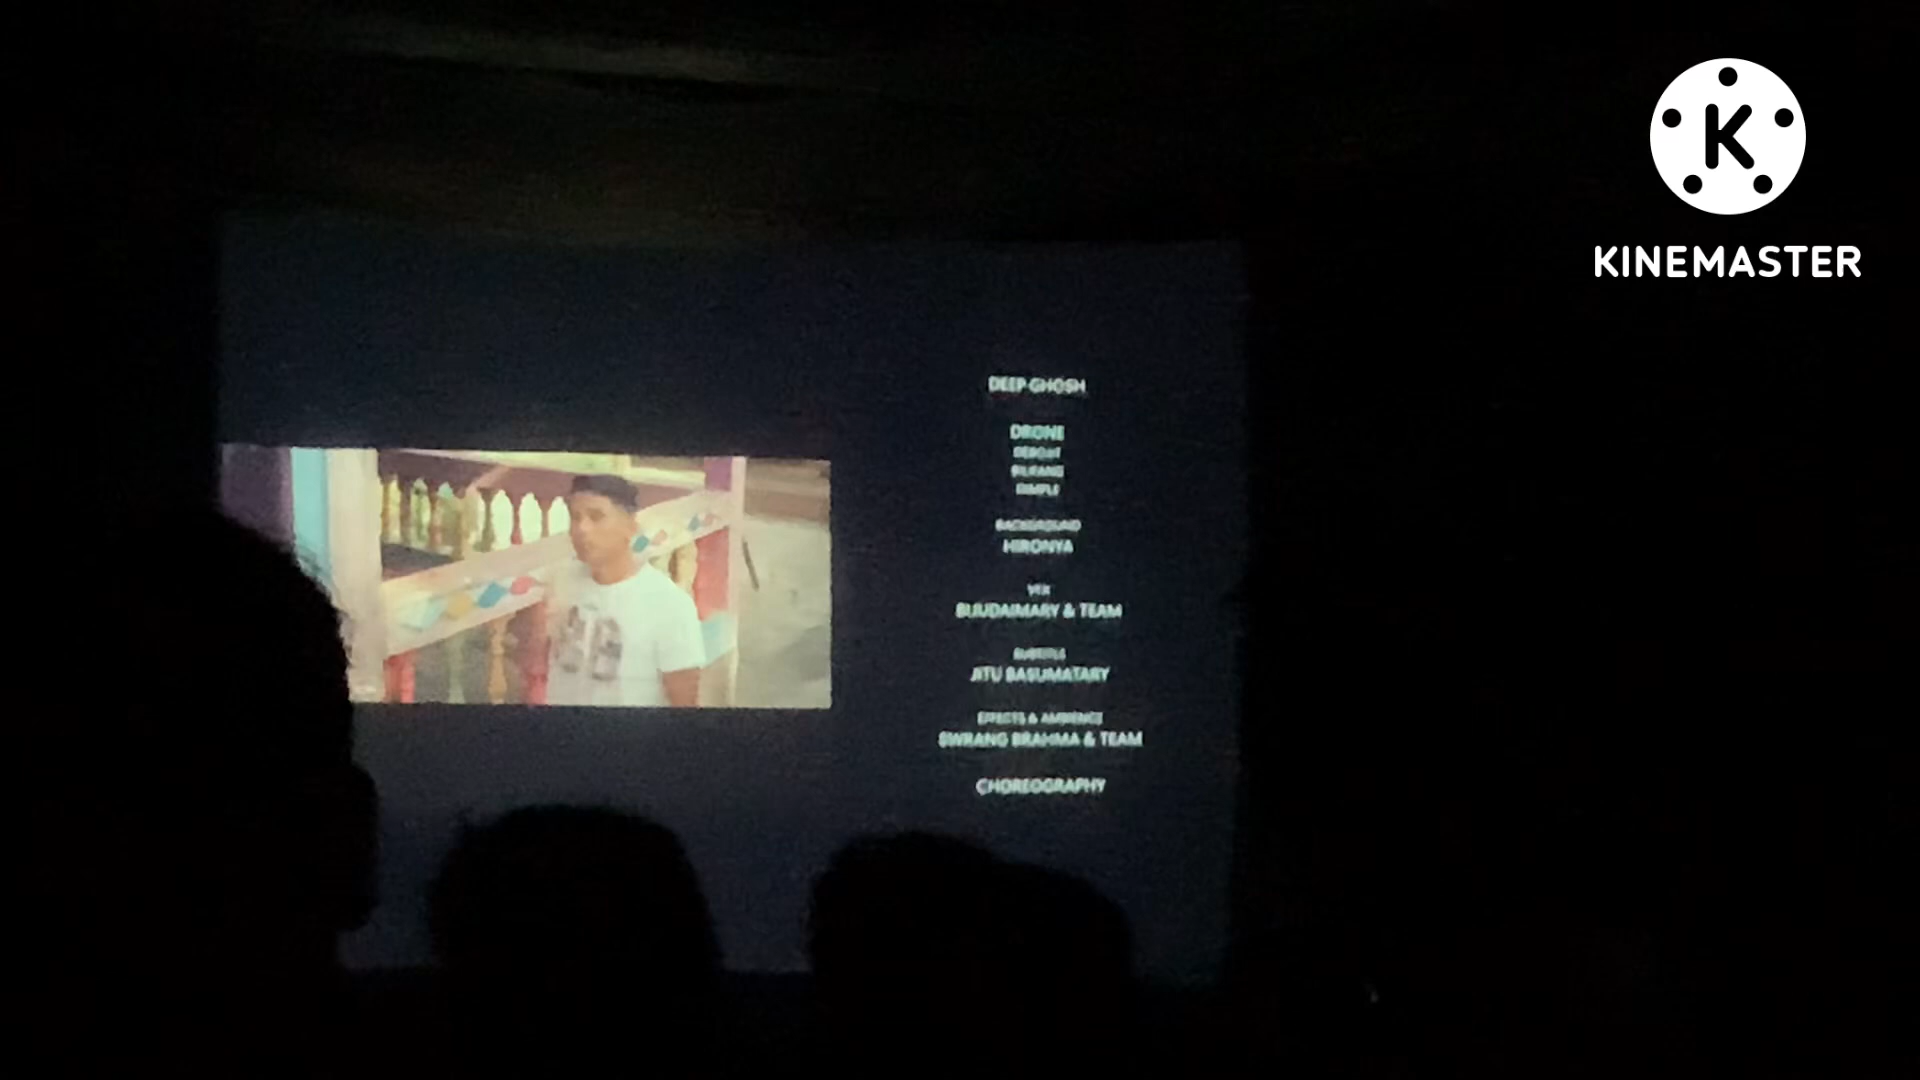 K
KINEMASTER
DEEP GHOSH
DRONE
BACKGROUND
HIRONYA
VFX
BIJUDAIMARY & TEAM
SUBTITLE
JITU BASUMATARY
EFFECTS & AMBIENCE
SWRANG BRAHMA & TEAM
CHOREOGRAPHY